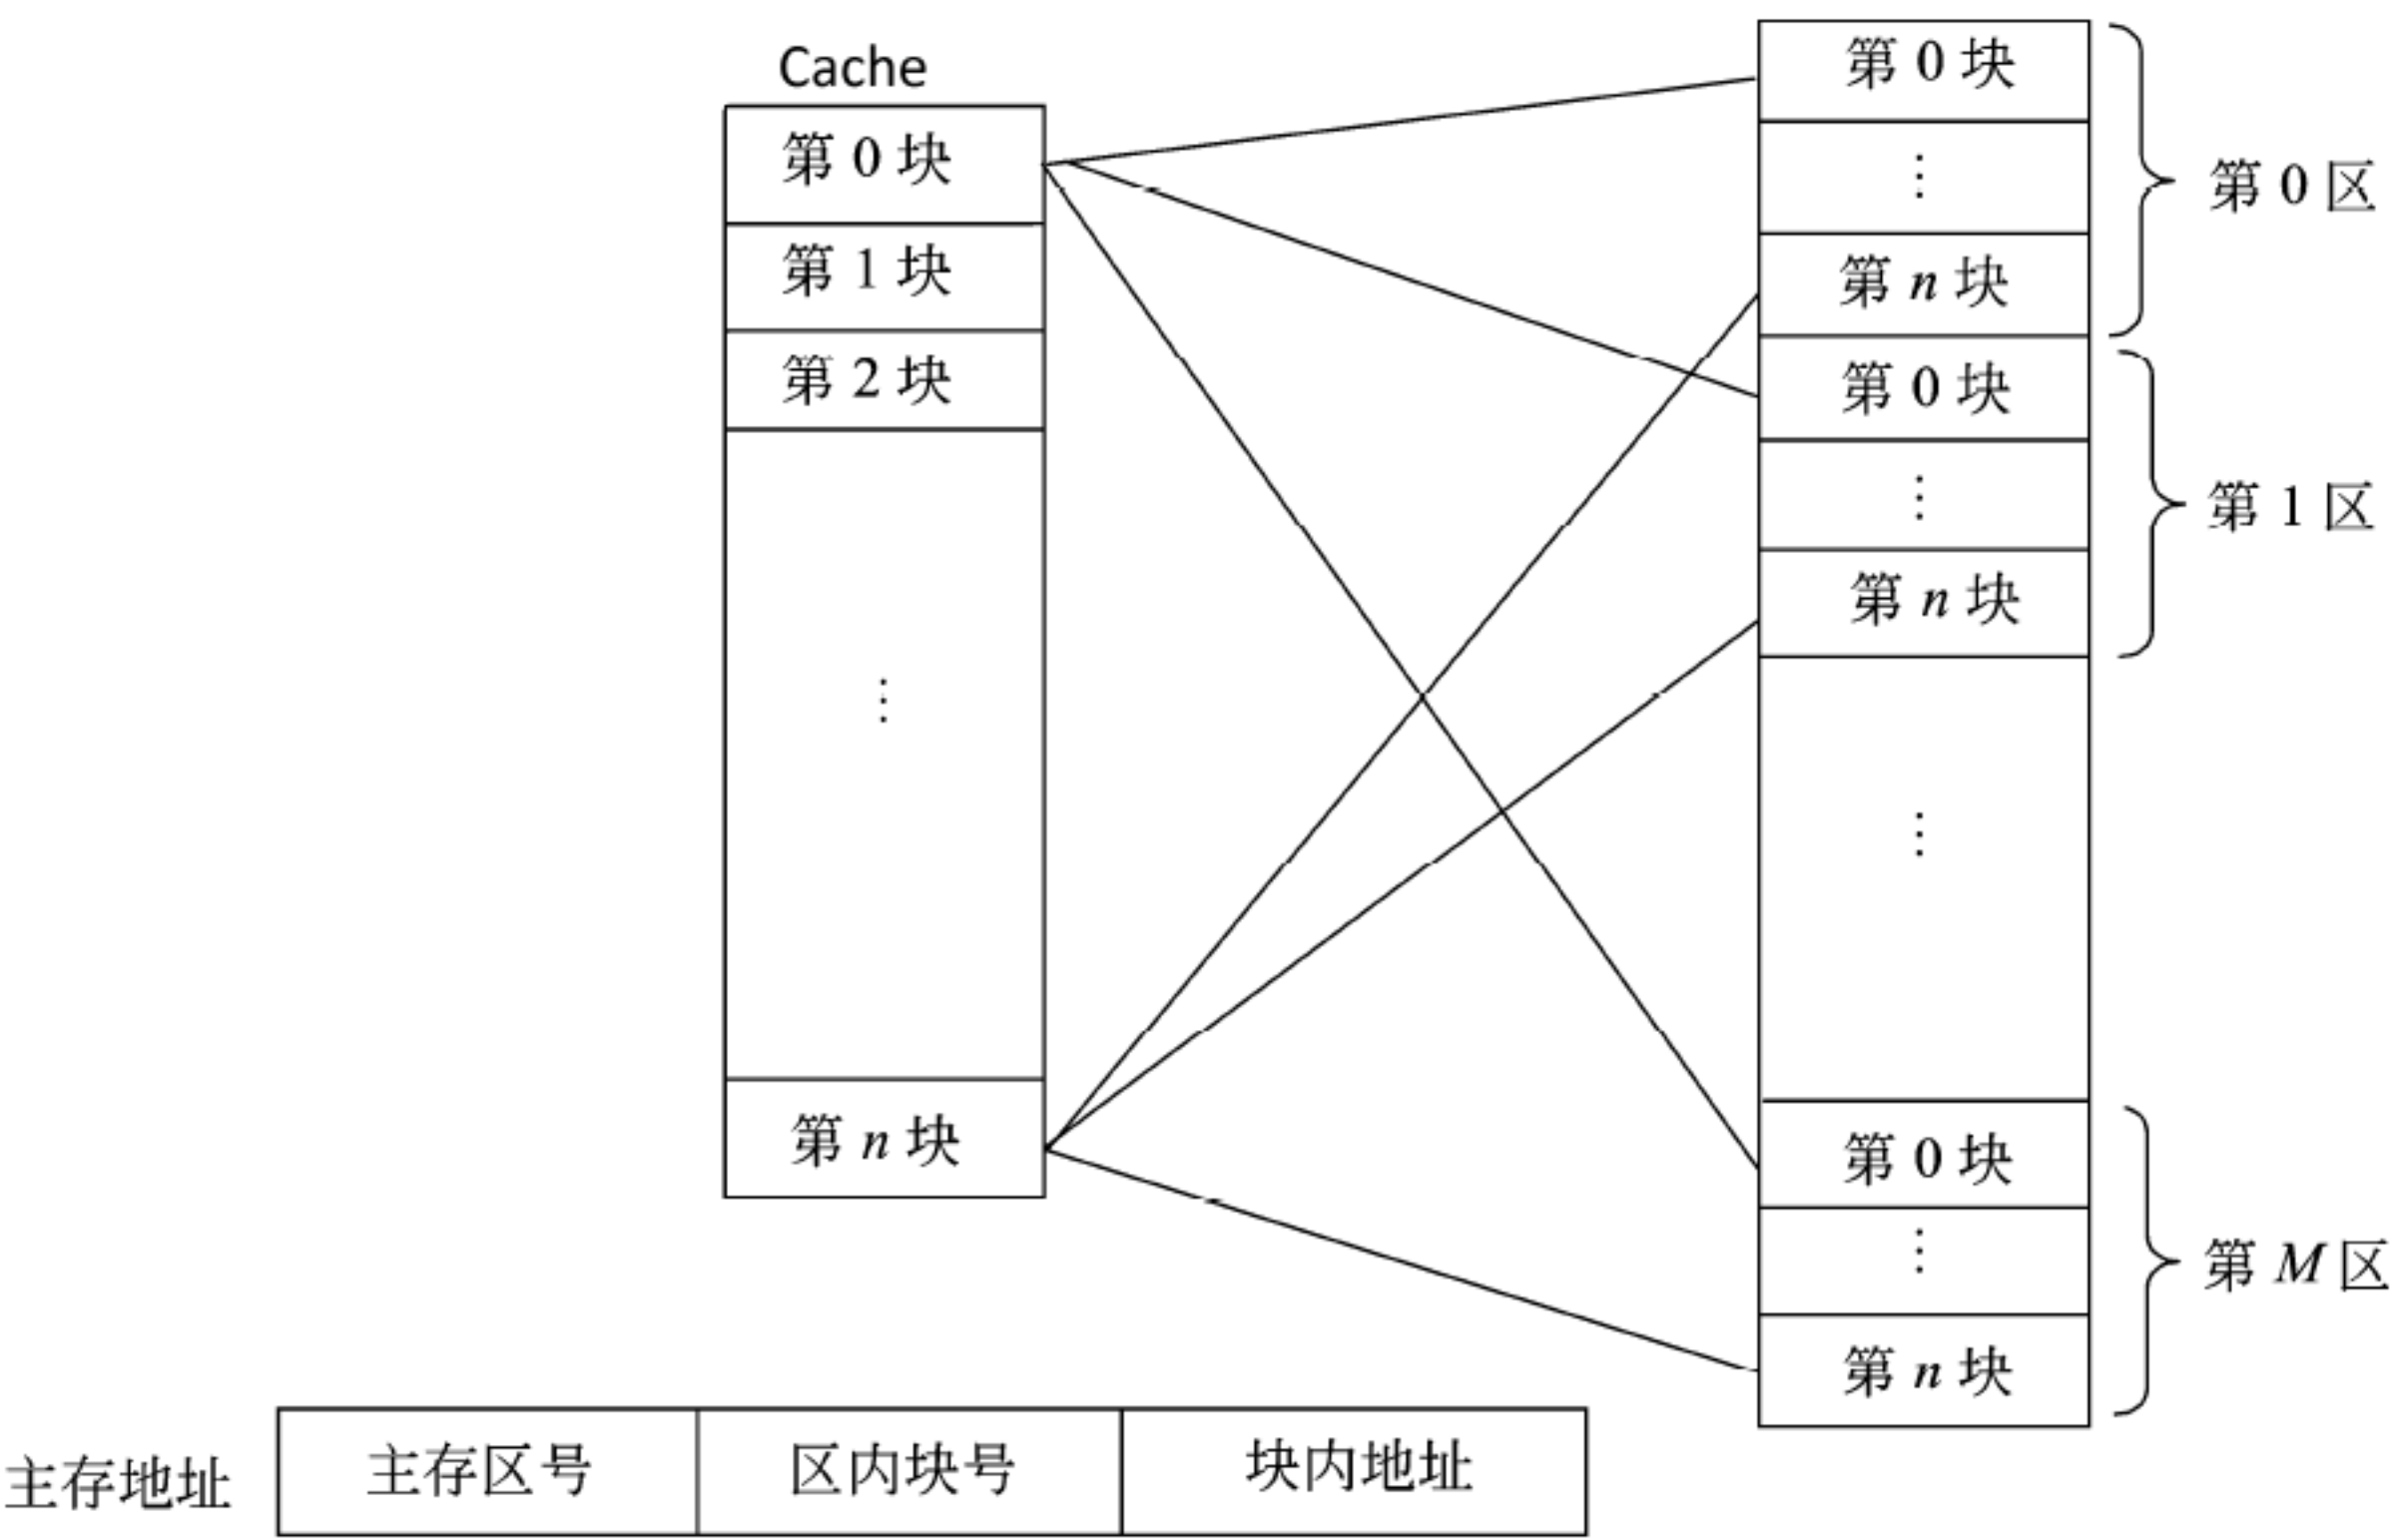 Cache
第 0 块
第 1 块
第 2 块
⋮
第 n 块
第 0 块
⋮
第 n 块
第 0 区
第 0 块
⋮
第 n 块
第 1 区
⋮
第 0 块
⋮
第 n 块
第 M 区
主存地址 主存区号 区内块号 块内地址